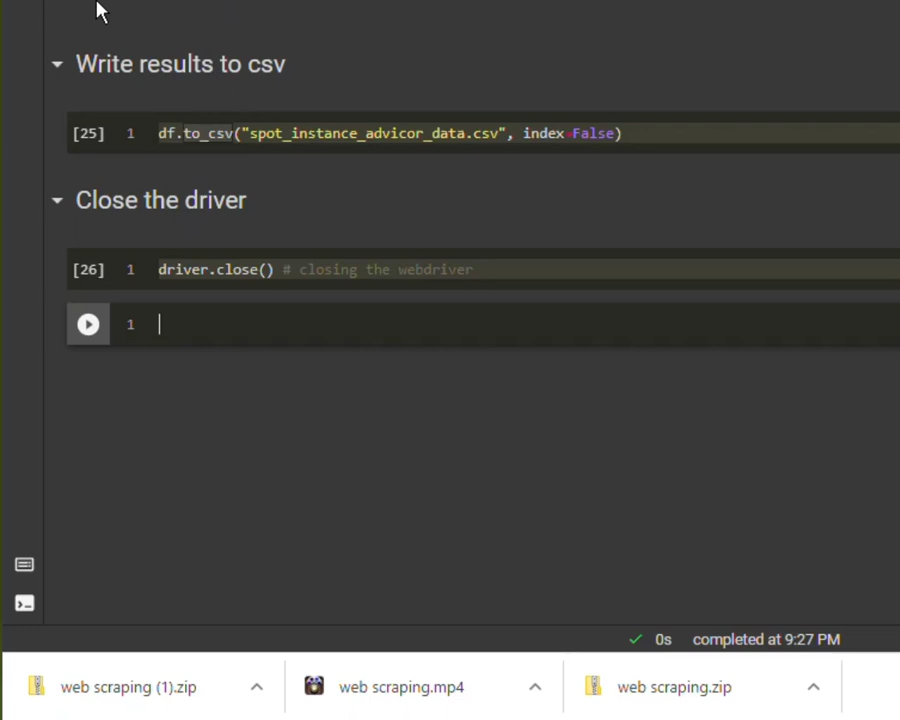 Write results to csv
[25] 1 df.to_csv("spot_instance_advicor_data.csv", index=False)
Close the driver
[26] 1 driver.close() # closing the webdriver
1
0s completed at 9:27 PM
web scraping (1).zip web scraping.mp4 web scraping.zip